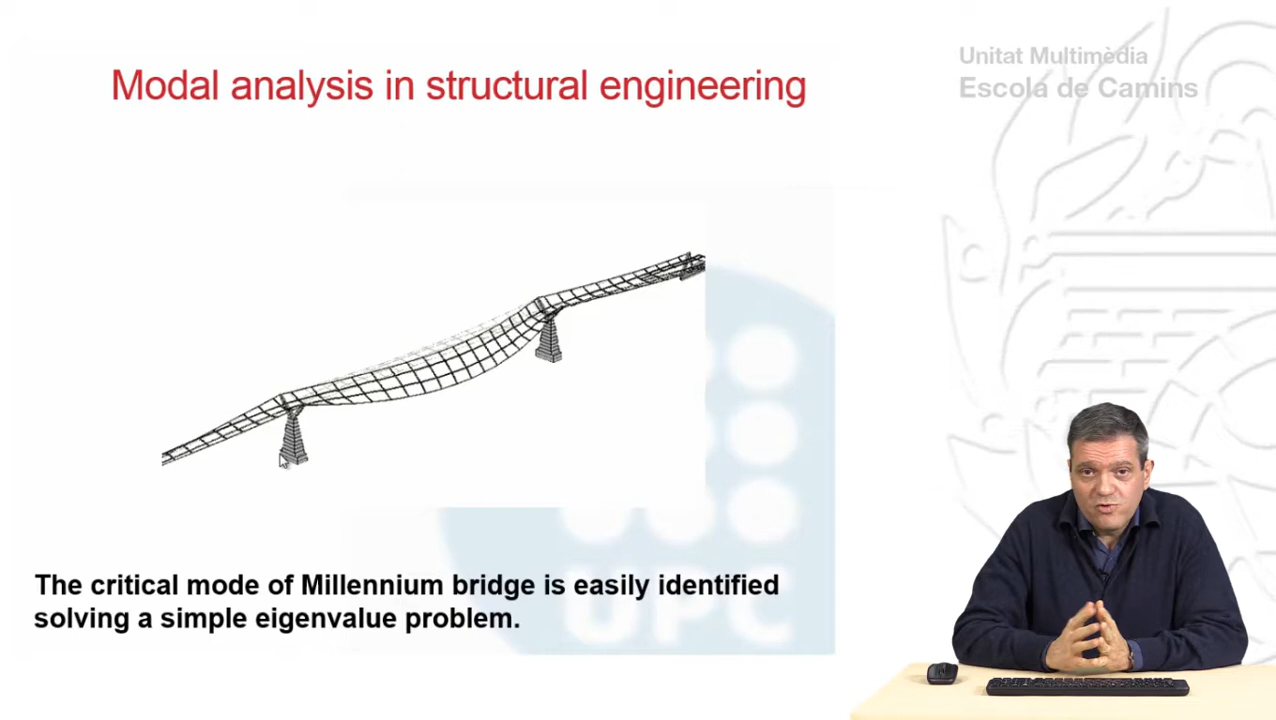 Unitat Multimèdia
Escola de Camins
Modal analysis in structural engineering
UPC
The critical mode of Millennium bridge is easily identified
solving a simple eigenvalue problem.